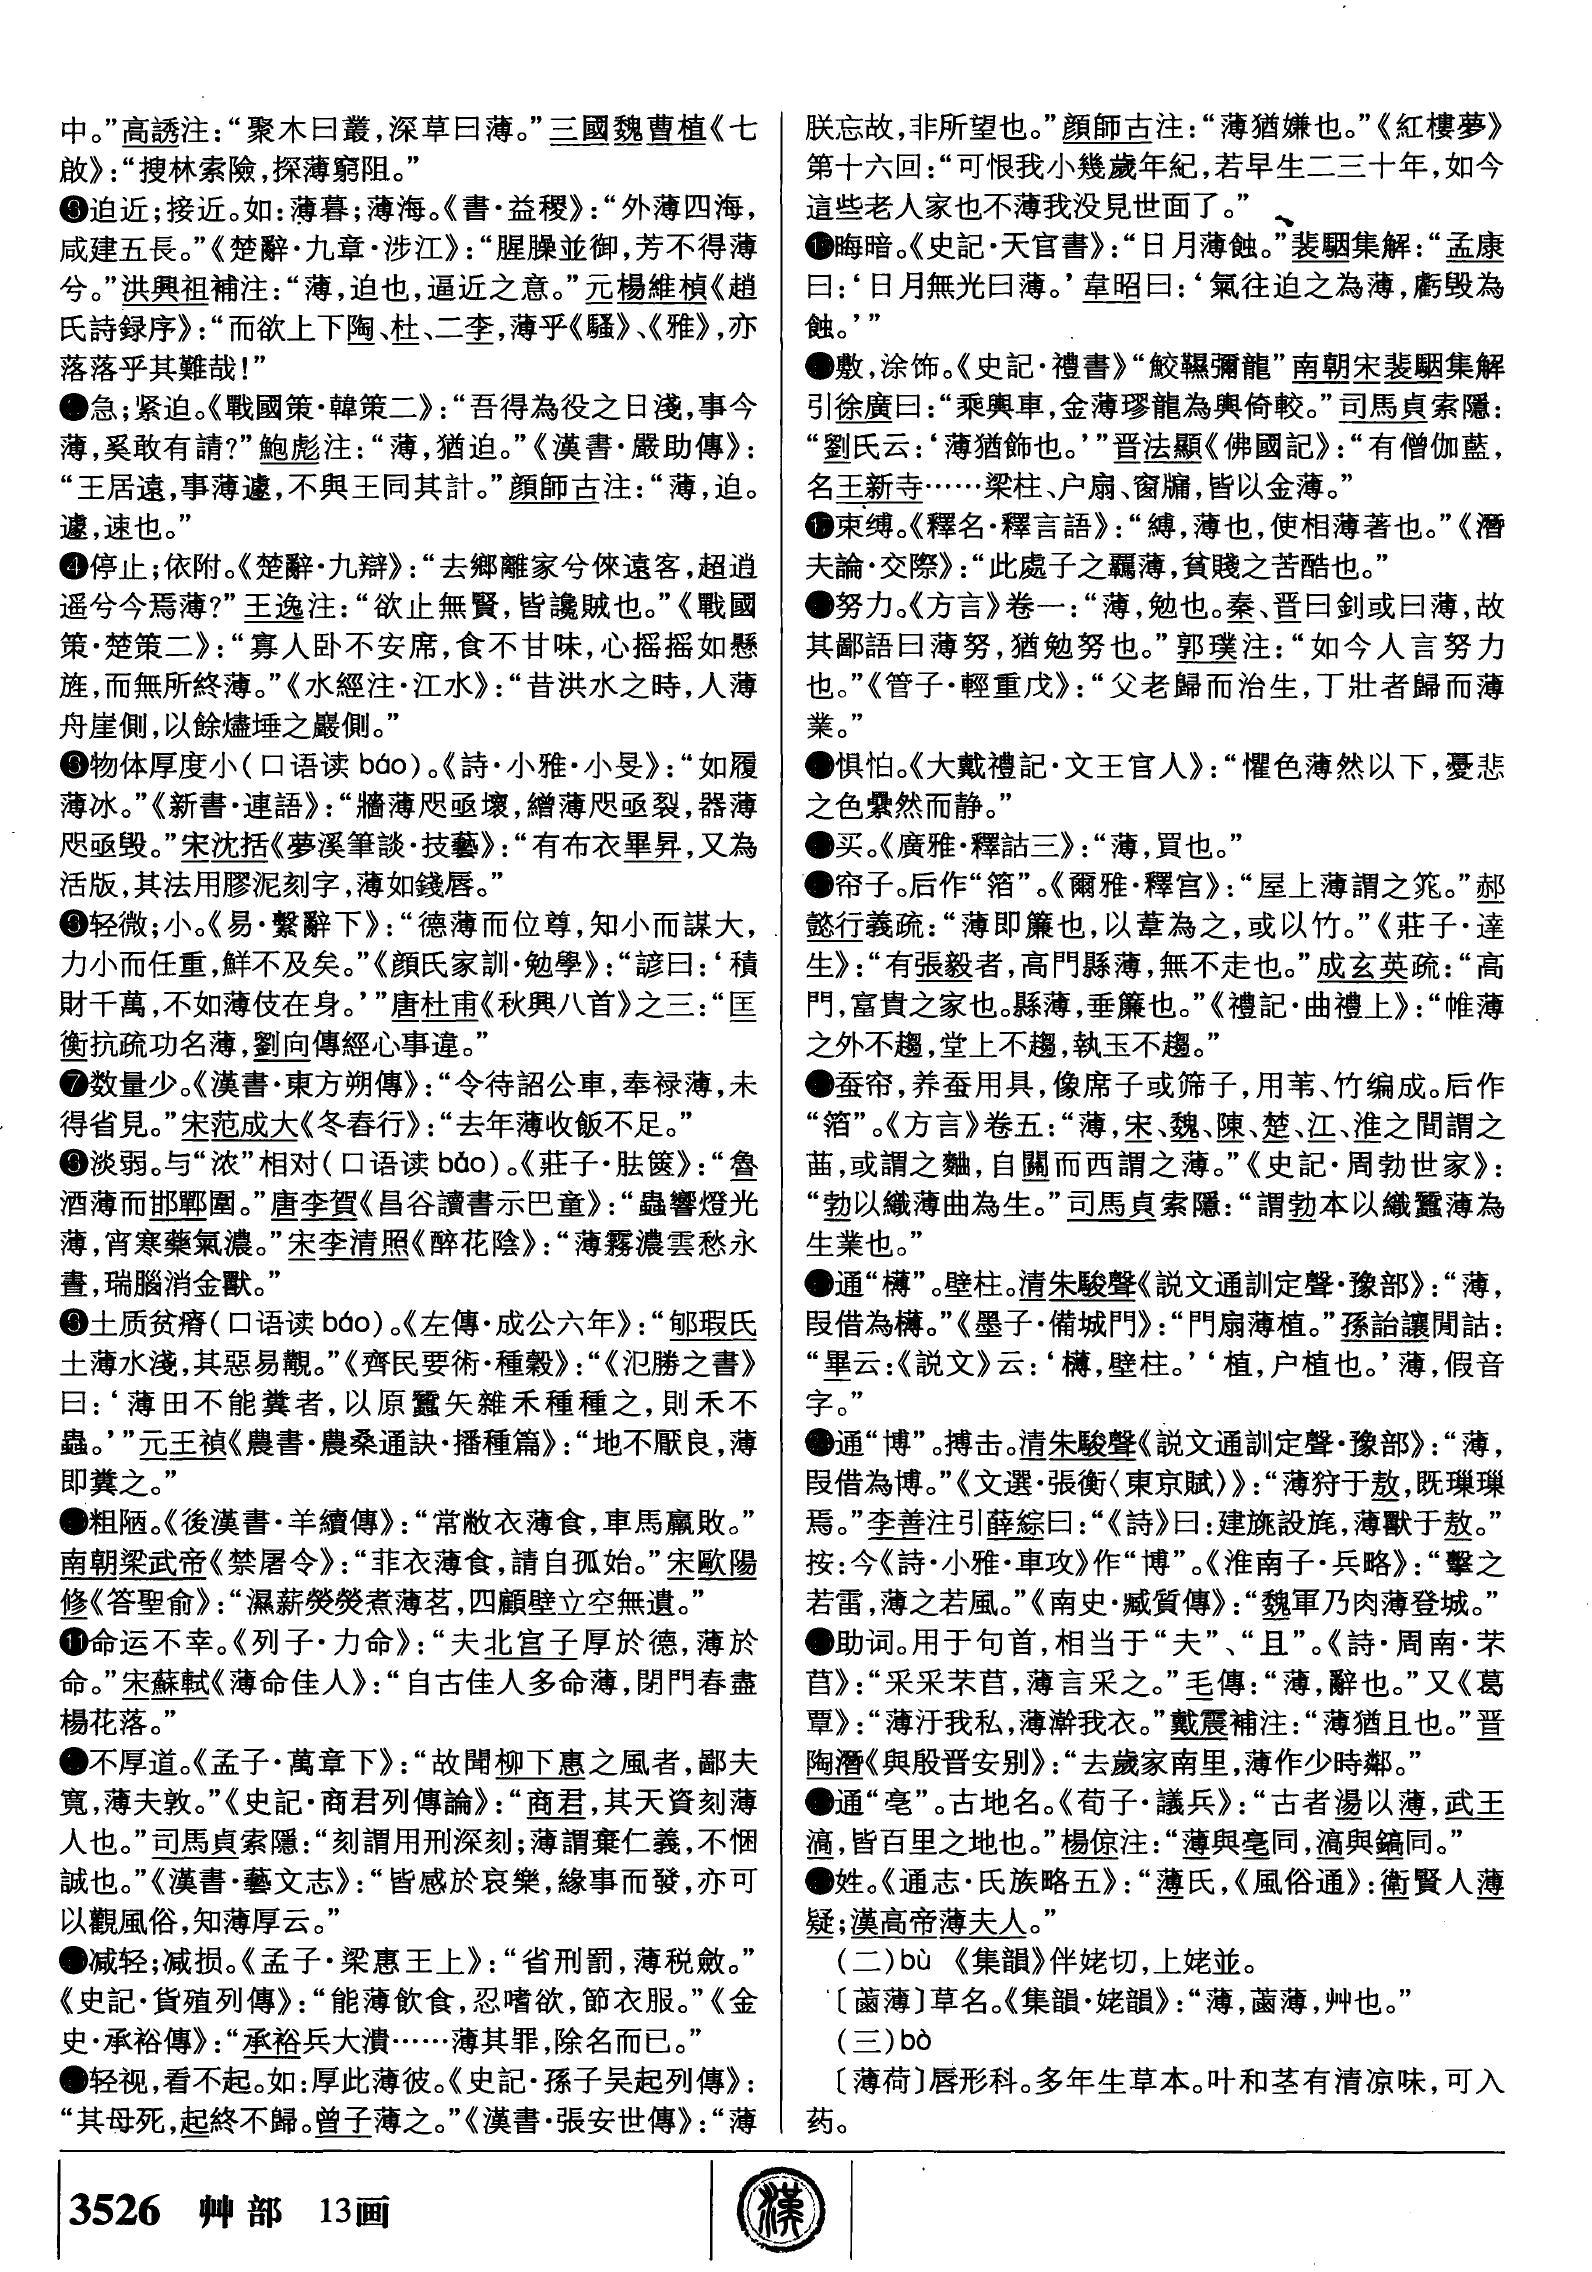 中。”高誘注：“聚木曰叢，深草曰薄。”三國魏曹植《七
啟》：“搜林索險，探薄窮阻。”
迫近；接近。如：薄暮；薄海。《書·益稷》：“外薄四海，
咸建五長。”《楚辭·九章·涉江》：“腥臊並御，芳不得薄
兮。”洪興祖補注：“薄，迫也，逼近之意。”元楊維楨《趙
氏詩録序》：“而欲上下陶、杜、二李，薄乎《騷》、《雅》，亦
落落乎其難哉！”
急；紧迫。《戰國策·韓策二》：“吾得為役之日淺，事今
薄，奚敢有請？”鮑彪注：“薄，猶迫。”《漢書·嚴助傳》：
“王居遠，事薄遽，不與王同其計。”顔師古注：“薄，迫。
遽，速也。”
❹停止；依附。《楚辭·九辯》：“去鄉離家兮倈遠客，超逍
遥兮今焉薄？”王逸注：“欲止無賢，皆讒賊也。”《戰國
策·楚策二》：“寡人卧不安席，食不甘味，心摇摇如懸
旌，而無所終薄。”《水經注·江水》：“昔洪水之時，人薄
舟崖側，以餘燼埵之巖側。”
物体厚度小（口语读 báo）。《詩·小雅·小旻》：“如履
薄冰。”《新書·連語》：“牆薄咫亟壞，繒薄咫亟裂，器薄
咫亟毁。”宋沈括《夢溪筆談·技藝》：“有布衣畢昇，又為
活版，其法用膠泥刻字，薄如錢唇。”
轻微；小。《易·繫辭下》：“德薄而位尊，知小而謀大，
力小而任重，鮮不及矣。”《顔氏家訓·勉學》：“諺曰：‘積
財千萬，不如薄伎在身。’”唐杜甫《秋興八首》之三：“匡
衡抗疏功名薄，劉向傳經心事違。”
❼数量少。《漢書·東方朔傳》：“令待詔公車，奉禄薄，未
得省見。”宋范成大《冬舂行》：“去年薄收飯不足。”
淡弱。与“浓”相对（口语读 báo）。《莊子·胠篋》：“魯
酒薄而邯鄲圍。”唐李賀《昌谷讀書示巴童》：“蟲響燈光
薄，宵寒藥氣濃。”宋李清照《醉花陰》：“薄霧濃雲愁永
晝，瑞腦消金獸。”
土质贫瘠（口语读 báo）。《左傳·成公六年》：“郇瑕氏
土薄水淺，其惡易覯。”《齊民要術·種穀》：“《氾勝之書》
曰：‘薄田不能糞者，以原蠶矢雜禾種種之，則禾不
蟲。’”元王禎《農書·農桑通訣·播種篇》：“地不厭良，薄
即糞之。”
粗陋。《後漢書·羊續傳》：“常敝衣薄食，車馬羸敗。”
南朝梁武帝《禁屠令》：“菲衣薄食，請自孤始。”宋歐陽
修《答聖俞》：“濕薪熒熒煮薄茗，四顧壁立空無遺。”
⓫命运不幸。《列子·力命》：“夫北宫子厚於德，薄於
命。”宋蘇軾《薄命佳人》：“自古佳人多命薄，閉門春盡
楊花落。”
不厚道。《孟子·萬章下》：“故聞柳下惠之風者，鄙夫
寬，薄夫敦。”《史記·商君列傳論》：“商君，其天資刻薄
人也。”司馬貞索隱：“刻謂用刑深刻；薄謂棄仁義，不悃
誠也。”《漢書·藝文志》：“皆感於哀樂，緣事而發，亦可
以觀風俗，知薄厚云。”
减轻；减损。《孟子·梁惠王上》：“省刑罰，薄税斂。”
《史記·貨殖列傳》：“能薄飲食，忍嗜欲，節衣服。”《金
史·承裕傳》：“承裕兵大潰……薄其罪，除名而已。”
轻视，看不起。如：厚此薄彼。《史記·孫子吴起列傳》：
“其母死，起終不歸。曾子薄之。”《漢書·張安世傳》：“薄
朕忘故，非所望也。”顔師古注：“薄猶嫌也。”《紅樓夢》
第十六回：“可恨我小幾歲年紀，若早生二三十年，如今
這些老人家也不薄我没見世面了。”
晦暗。《史記·天官書》：“日月薄蝕。”裴駰集解：“孟康
曰：‘日月無光曰薄。’韋昭曰：‘氣往迫之為薄，虧毁為
蝕。’”
敷，涂饰。《史記·禮書》“鮫韅彌龍”南朝宋裴駰集解
引徐廣曰：“乘輿車，金薄璆龍為輿倚較。”司馬貞索隱：
“劉氏云：‘薄猶飾也。’”晋法顯《佛國記》：“有僧伽藍，
名王新寺……梁柱、户扇、窗牖，皆以金薄。”
束缚。《釋名·釋言語》：“縛，薄也，使相薄著也。”《潛
夫論·交際》：“此處子之羈薄，貧賤之苦酷也。”
努力。《方言》卷一：“薄，勉也。秦、晋曰釗或曰薄，故
其鄙語曰薄努，猶勉努也。”郭璞注：“如今人言努力
也。”《管子·輕重戊》：“父老歸而治生，丁壯者歸而薄
業。”
惧怕。《大戴禮記·文王官人》：“懼色薄然以下，憂悲
之色纍然而静。”
买。《廣雅·釋詁三》：“薄，買也。”
帘子。后作“箔”。《爾雅·釋宫》：“屋上薄謂之筄。”郝
懿行義疏：“薄即簾也，以葦為之，或以竹。”《莊子·達
生》：“有張毅者，高門縣薄，無不走也。”成玄英疏：“高
門，富貴之家也。縣薄，垂簾也。”《禮記·曲禮上》：“帷薄
之外不趨，堂上不趨，執玉不趨。”
蚕帘，养蚕用具，像席子或筛子，用苇、竹编成。后作
“箔”。《方言》卷五：“薄，宋、魏、陳、楚、江、淮之間謂之
䒼，或謂之麯，自關而西謂之薄。”《史記·周勃世家》：
“勃以織薄曲為生。”司馬貞索隱：“謂勃本以織蠶薄為
生業也。”
通“欂”。壁柱。清朱駿聲《説文通訓定聲·豫部》：“薄，
叚借為欂。”《墨子·備城門》：“門扇薄植。”孫詒讓閒詁：
“畢云：《説文》云：‘欂，壁柱。’‘植，户植也。’薄，假音
字。”
通“博”。搏击。清朱駿聲《説文通訓定聲·豫部》：“薄，
叚借為博。”《文選·張衡〈東京賦〉》：“薄狩于敖，既璅璅
焉。”李善注引薛綜曰：“《詩》曰：建旐設旄，薄獸于敖。”
按：今《詩·小雅·車攻》作“博”。《淮南子·兵略》：“擊之
若雷，薄之若風。”《南史·臧質傳》：“魏軍乃肉薄登城。”
助词。用于句首，相当于“夫”、“且”。《詩·周南·芣
苢》：“采采芣苢，薄言采之。”毛傳：“薄，辭也。”又《葛
覃》：“薄汙我私，薄澣我衣。”戴震補注：“薄猶且也。”晋
陶潛《與殷晋安别》：“去歲家南里，薄作少時鄰。”
通“亳”。古地名。《荀子·議兵》：“古者湯以薄，武王
滈，皆百里之地也。”楊倞注：“薄與亳同，滈與鎬同。”
姓。《通志·氏族略五》：“薄氏，《風俗通》：衛賢人薄
疑；漢高帝薄夫人。”
（二）bù　《集韻》伴姥切，上姥並。
〔蓾薄〕草名。《集韻·姥韻》：“薄，蓾薄，艸也。”
（三）bò
〔薄荷〕唇形科。多年生草本。叶和茎有清凉味，可入
药。
3526 艸部 13画
漢